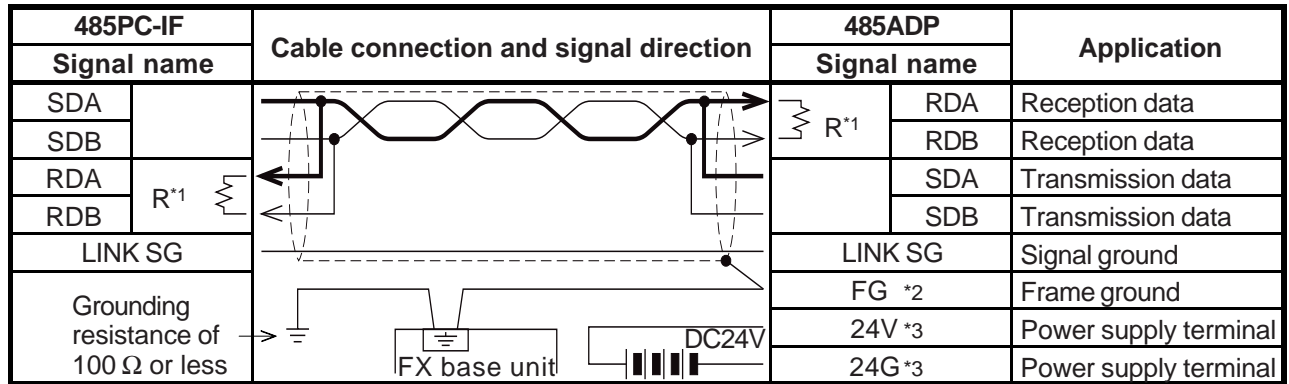 485PC-IF
Signal name
Cable connection and signal direction
485ADP
Signal name
Application
SDA
RDA
Reception data
SDB
R*1
RDB
Reception data
RDA
R*1
SDA
Transmission data
RDB
SDB
Transmission data
LINK SG
LINK SG
Signal ground
Grounding
resistance of
100 Ω or less
FX base unit
DC24V
FG *2
Frame ground
24V *3
Power supply terminal
24G *3
Power supply terminal